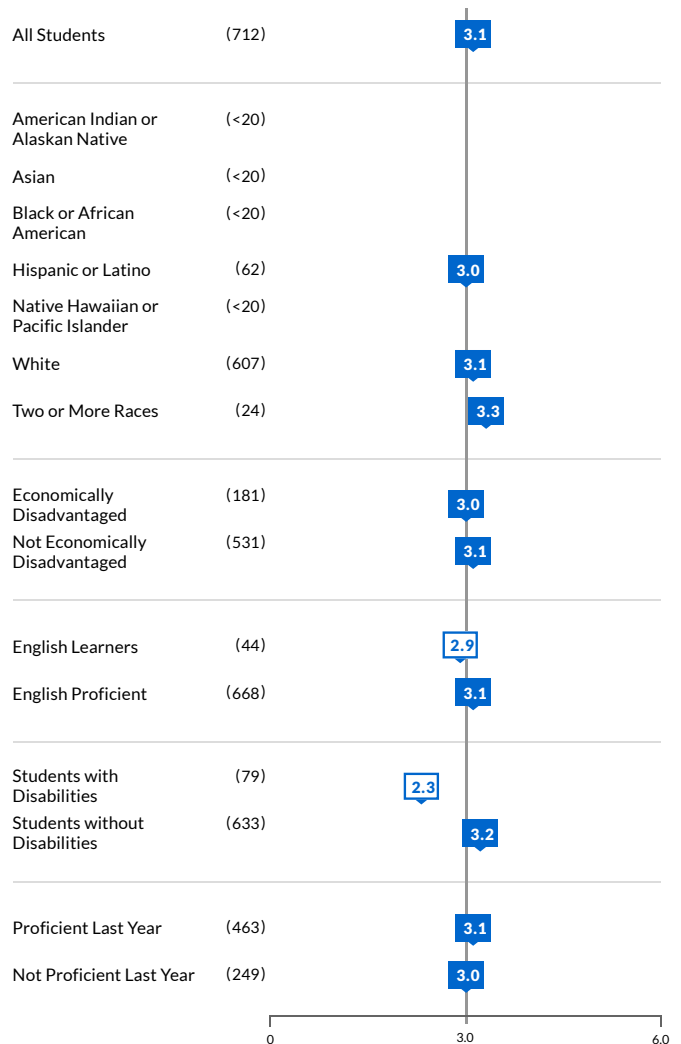 All Students (712) 3.1
American Indian or (<20)
Alaskan Native
Asian (<20)
Black or African (<20)
American
Hispanic or Latino (62) 3.0
Native Hawaiian or (<20)
Pacific Islander
White (607) 3.1
Two or More Races (24) 3.3
Economically (181) 3.0
Disadvantaged
Not Economically (531) 3.1
Disadvantaged
English Learners (44) 2.9
English Proficient (668) 3.1
Students with (79) 2.3
Disabilities
Students without (633) 3.2
Disabilities
Proficient Last Year (463) 3.1
Not Proficient Last Year (249) 3.0
0 3.0 6.0